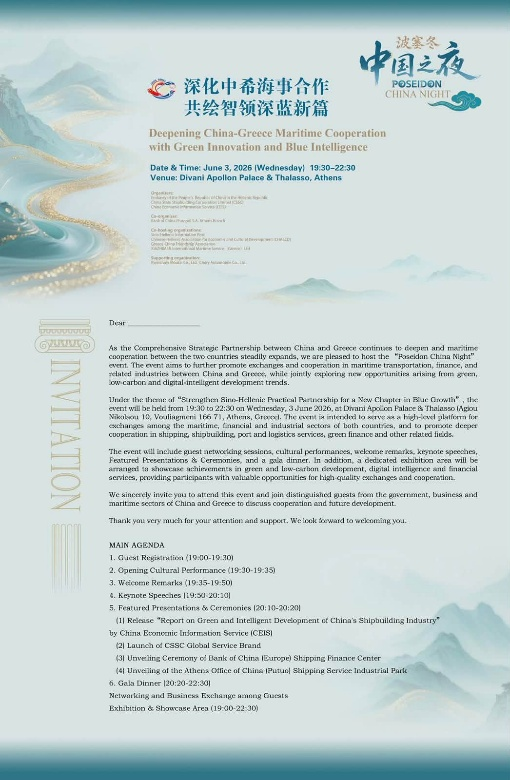 波塞冬
中国之夜
POSEIDON
CHINA NIGHT
深化中希海事合作
共绘智领深蓝新篇
Deepening China-Greece Maritime Cooperation
with Green Innovation and Blue Intelligence
Date & Time: June 3, 2026 (Wednesday) 19:30–22:30
Venue: Divani Apollon Palace & Thalasso, Athens
Organizers:
Co-organizer:
Co-hosting organizations:
Supporting organization:
INVITATION
Dear
As the Comprehensive Strategic Partnership between China and Greece continues to deepen and maritime
cooperation between the two countries steadily expands, we are pleased to host the “Poseidon China Night”
event. The event aims to further promote exchanges and cooperation in maritime transportation, finance, and
related industries between China and Greece, while jointly exploring new opportunities arising from green,
low-carbon and digital-intelligent development trends.
Under the theme of “Strengthen Sino-Hellenic Practical Partnership for a New Chapter in Blue Growth”, the
event will be held from 19:30 to 22:30 on Wednesday, 3 June 2026, at Divani Apollon Palace & Thalasso (Agiou
Nikolaou 10, Vouliagmeni 166 71, Athens, Greece). The event is intended to serve as a high-level platform for
exchanges among the maritime, financial and industrial sectors of both countries, and to promote deeper
cooperation in shipping, shipbuilding, port and logistics services, green finance and other related fields.
The event will include guest networking sessions, cultural performances, welcome remarks, keynote speeches,
Featured Presentations & Ceremonies, and a gala dinner. In addition, a dedicated exhibition area will be
arranged to showcase achievements in green and low-carbon development, digital intelligence and financial
services, providing participants with valuable opportunities for high-quality exchanges and cooperation.
We sincerely invite you to attend this event and join distinguished guests from the government, business and
maritime sectors of China and Greece to discuss cooperation and future development.
Thank you very much for your attention and support. We look forward to welcoming you.
MAIN AGENDA
1. Guest Registration (19:00-19:30)
2. Opening Cultural Performance (19:30-19:35)
3. Welcome Remarks (19:35-19:50)
4. Keynote Speeches (19:50-20:10)
5. Featured Presentations & Ceremonies (20:10-20:20)
(1) Release “Report on Green and Intelligent Development of China's Shipbuilding Industry”
by China Economic Information Service (CEIS)
(2) Launch of CSSC Global Service Brand
(3) Unveiling Ceremony of Bank of China (Europe) Shipping Finance Center
(4) Unveiling of the Athens Office of China (Putuo) Shipping Service Industrial Park
6. Gala Dinner (20:20-22:30)
Networking and Business Exchange among Guests
Exhibition & Showcase Area (19:00-22:30)